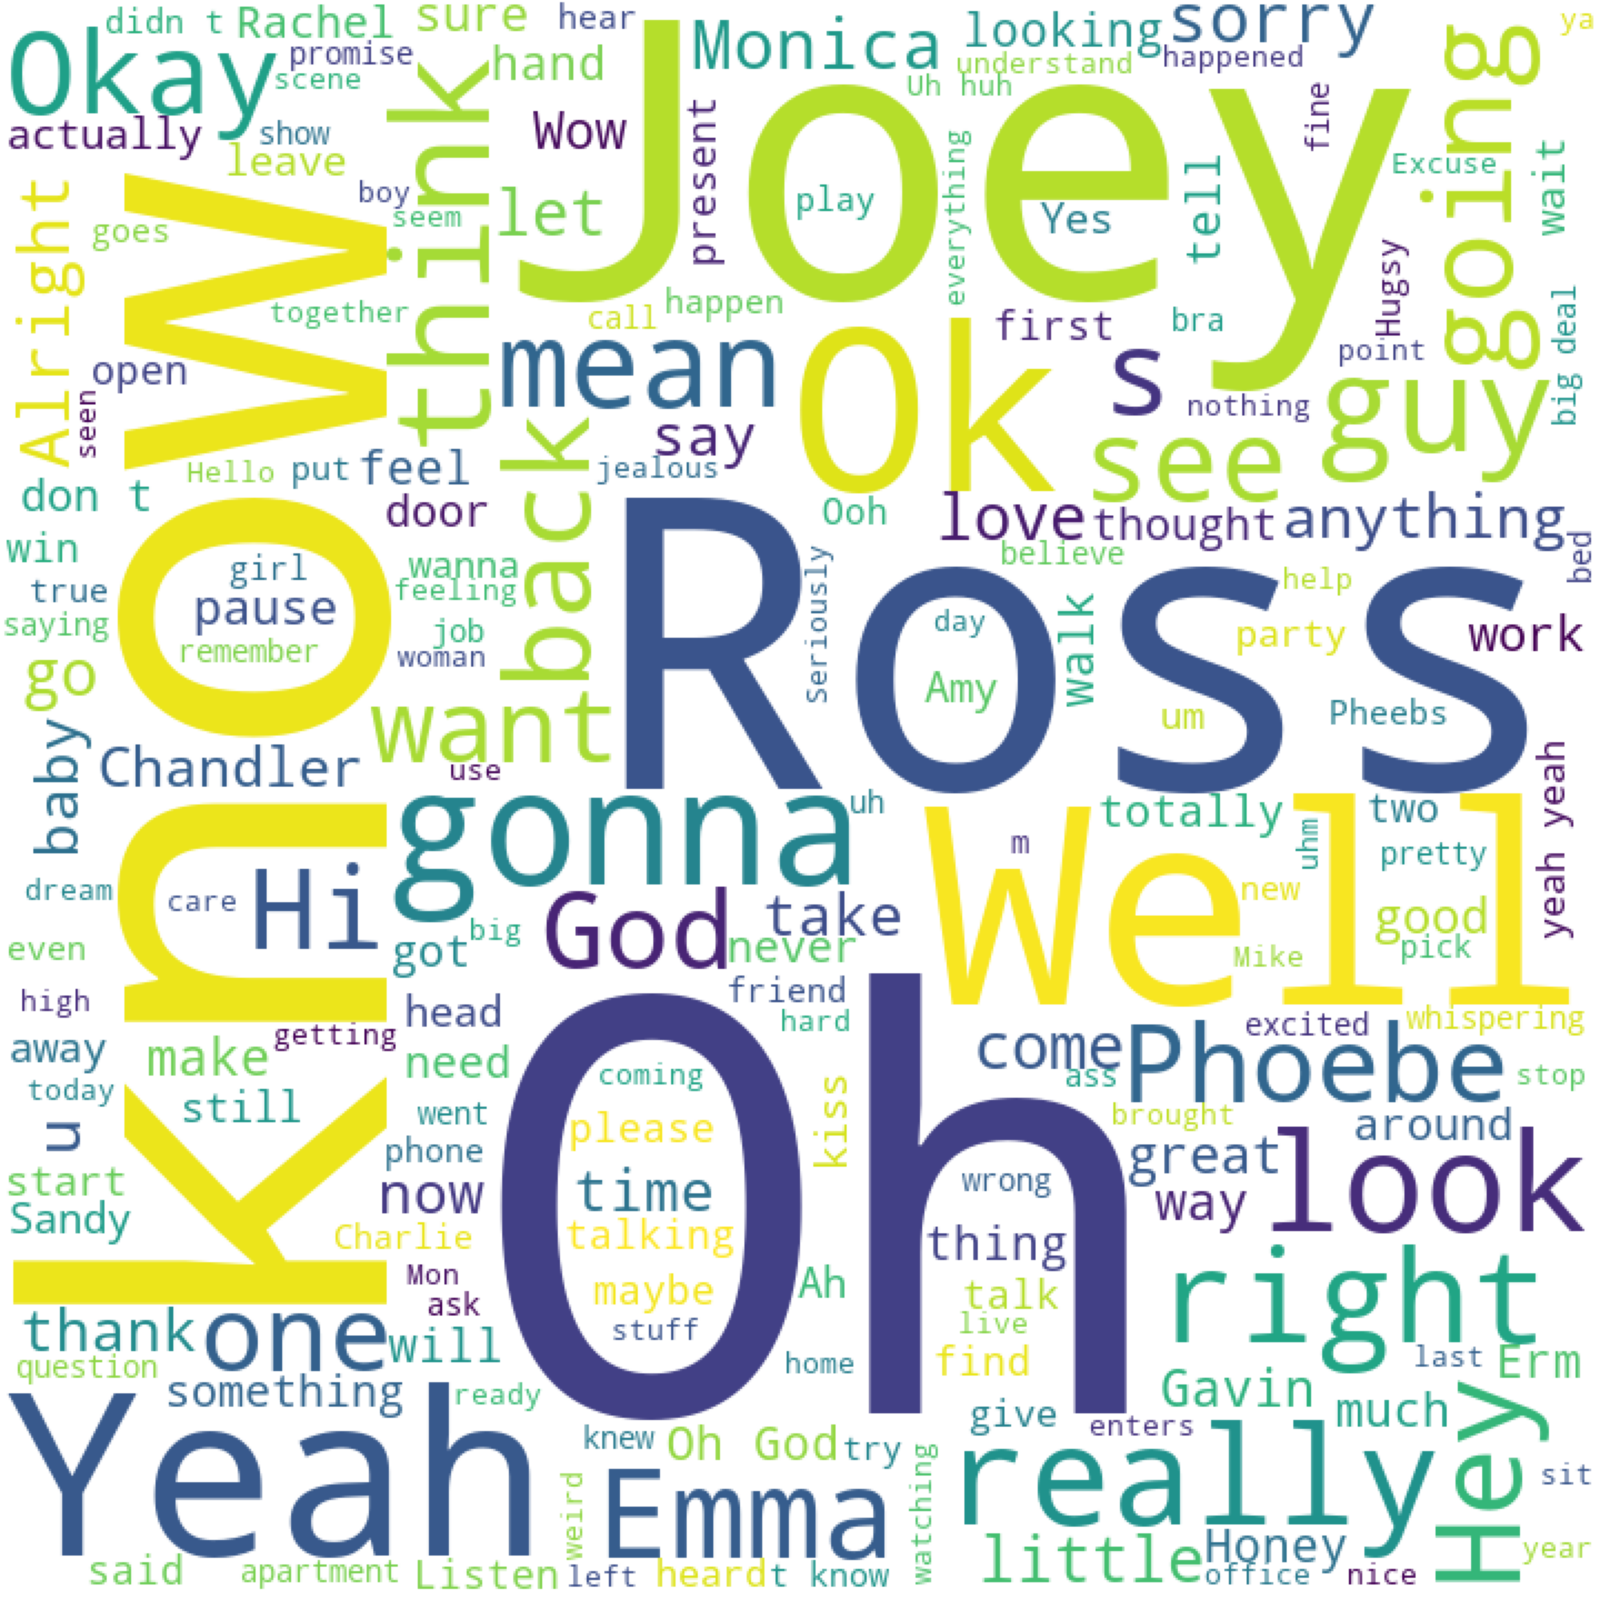 didn t
Rachel
sure
hear
Joey
Monica
looking
sorry
ya
Okay
promise
scene
think
hand
understand
happened
going
Uh huh
actually
show
Wow
present
fine
leave
boy
seem
let
play
everything
Yes
tell
Excuse
wait
Alright
goes
know
together
call
happen
first
bra
Hugsy
big deal
open
mean
Ok
s
point
nothing
guy
seen
say
Hello
put
feel
back
jealous
see
don t
door
Ross
Ooh
love
thought
anything
win
girl
wanna
Seriously
believe
bed
true
pause
feeling
day
walk
help
saying
remember
job
woman
party
work
go
want
Amy
um
Pheebs
baby
Chandler
use
gonna
uh
Well
totally
two
yeah yeah
m
uhm
pretty
dream
care
Hi
God
take
new
good
even
got
big
never
Mike
pick
high
head
friend
Oh
hard
excited
whispering
getting
away
make
need
coming
come
ass
Phoebe
stop
today
still
went
please
kiss
brought
around
u
phone
great
start
now
time
wrong
way
look
Sandy
Charlie
talking
thing
Mon
ask
maybe
Ah
talk
right
thank
one
will
stuff
live
question
home
find
last
Erm
something
ready
Gavin
much
Hey
Yeah
knew
Oh God
try
give
enters
really
weird
Emma
watching
sit
little
Honey
year
said
apartment
Listen
left
heard
t know
office
nice